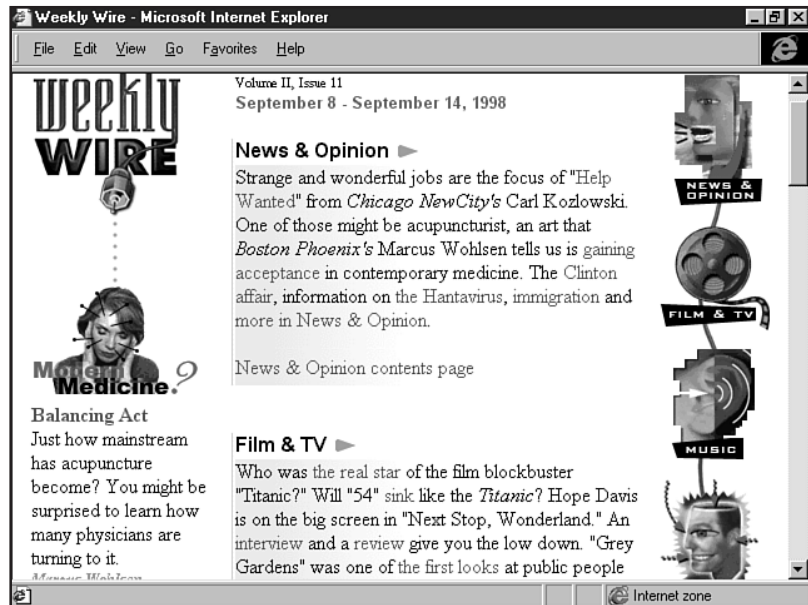 Weekly Wire - Microsoft Internet Explorer
File Edit View Go Favorites Help
weekly
WIRE
Modern
Medicine?
Balancing Act
Just how mainstream
has acupuncture
become? You might be
surprised to learn how
many physicians are
turning to it.
Marcus Wohlsen
Volume II, Issue 11
September 8 - September 14, 1998
News & Opinion
Strange and wonderful jobs are the focus of "Help
Wanted" from Chicago NewCity's Carl Kozlowski.
One of those might be acupuncturist, an art that
Boston Phoenix's Marcus Wohlsen tells us is gaining
acceptance in contemporary medicine. The Clinton
affair, information on the Hantavirus, immigration and
more in News & Opinion.
News & Opinion contents page
Film & TV
Who was the real star of the film blockbuster
"Titanic?" Will "54" sink like the Titanic? Hope Davis
is on the big screen in "Next Stop, Wonderland." An
interview and a review give you the low down. "Grey
Gardens" was one of the first looks at public people
NEWS &
OPINION
FILM & TV
MUSIC
Internet zone